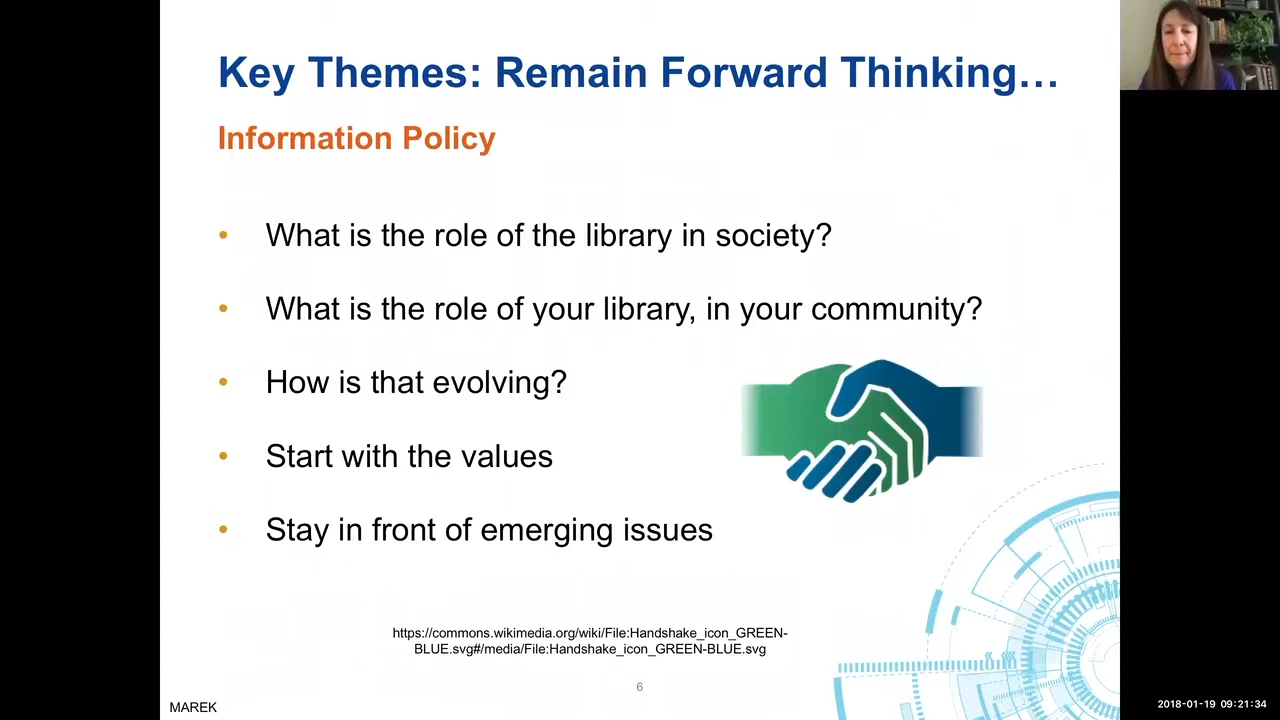 Key Themes: Remain Forward Thinking…
Information Policy
• What is the role of the library in society?
• What is the role of your library, in your community?
• How is that evolving?
• Start with the values
• Stay in front of emerging issues
https://commons.wikimedia.org/wiki/File:Handshake_icon_GREEN-
BLUE.svg#/media/File:Handshake_icon_GREEN-BLUE.svg
6
MAREK
2018-01-19 09:21:34